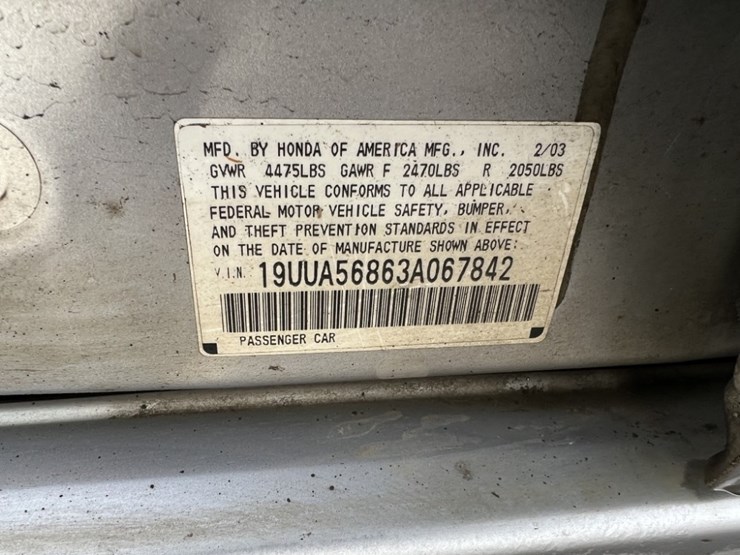 MFD. BY HONDA OF AMERICA MFG., INC. 2/03
GVWR 4475LBS GAWR F 2470LBS R 2050LBS
THIS VEHICLE CONFORMS TO ALL APPLICABLE
FEDERAL MOTOR VEHICLE SAFETY, BUMPER,
AND THEFT PREVENTION STANDARDS IN EFFECT
ON THE DATE OF MANUFACTURE SHOWN ABOVE:
V.I.N. 19UUA56863A067842
PASSENGER CAR